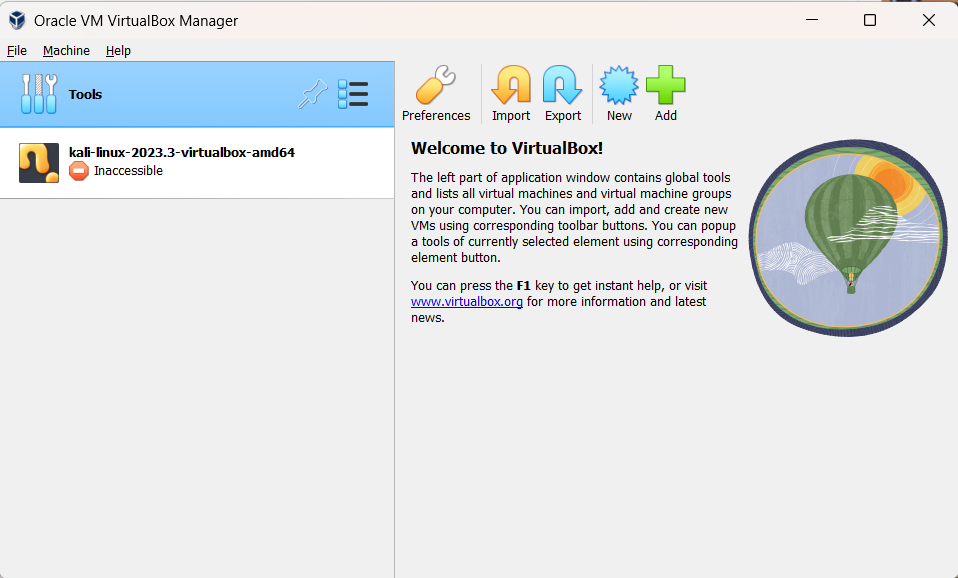 Oracle VM VirtualBox Manager
File Machine Help
Tools
kali-linux-2023.3-virtualbox-amd64
Inaccessible
Preferences Import Export New Add
Welcome to VirtualBox!
The left part of application window contains global tools
and lists all virtual machines and virtual machine groups
on your computer. You can import, add and create new
VMs using corresponding toolbar buttons. You can popup
a tools of currently selected element using corresponding
element button.
You can press the F1 key to get instant help, or visit
www.virtualbox.org for more information and latest
news.